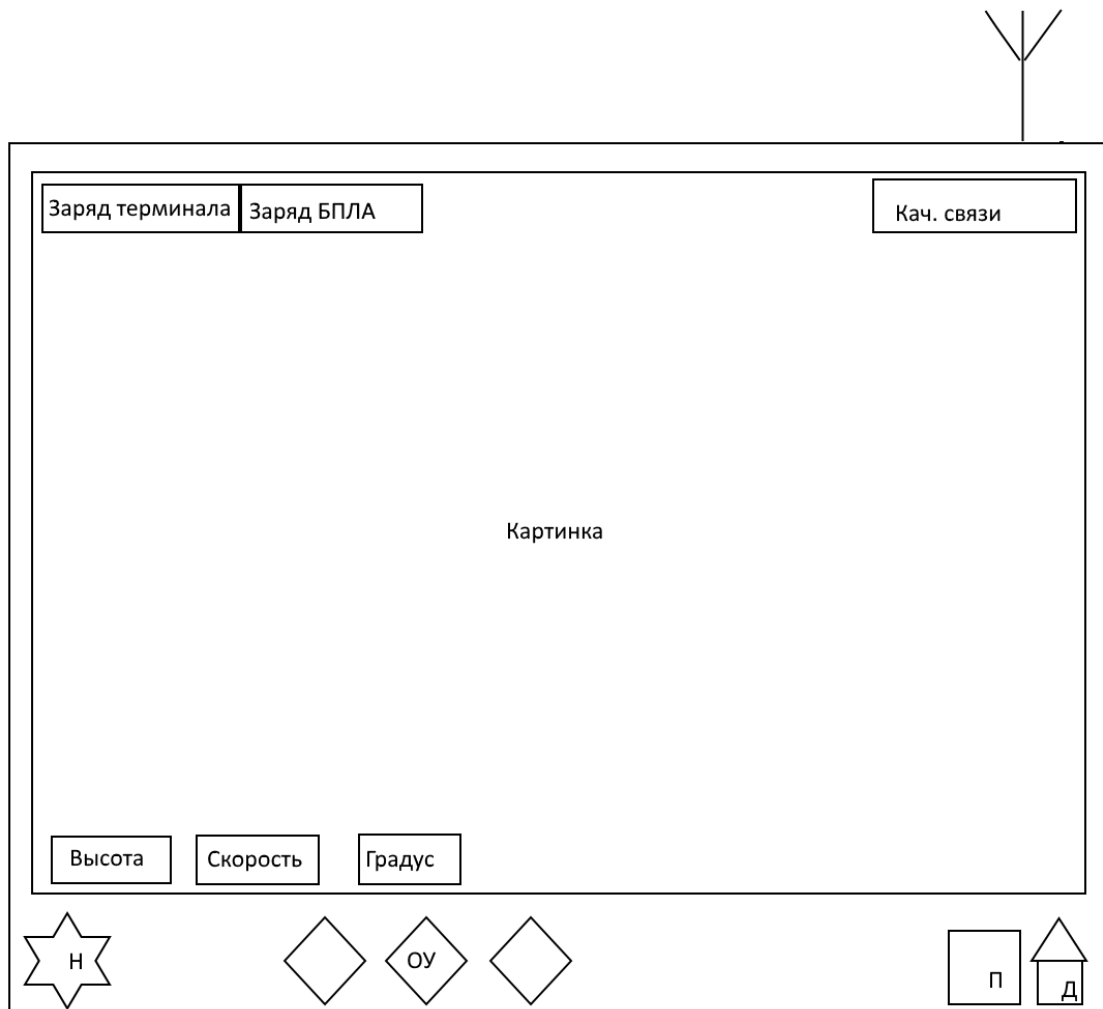 Заряд терминала
Заряд БПЛА
Кач. связи
Картинка
Высота
Скорость
Градус
Н
ОУ
П
Д